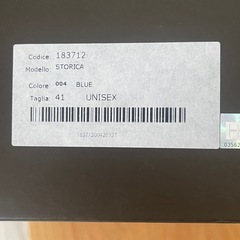 Codice: 183712
Modello: STORICA
Colore: 004 BLUE
Taglia: 41 UNISEX